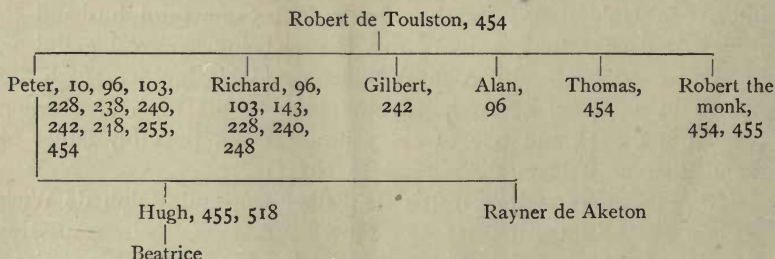 Robert de Toulston, 454
Peter, 10, 96, 103, Richard, 96, Gilbert, Alan, Thomas, Robert the
228, 238, 240, 103, 143, 242 96 454 monk,
242, 218, 255, 228, 240, 454, 455
454 248
Hugh, 455, 518 Rayner de Aketon
Beatrice